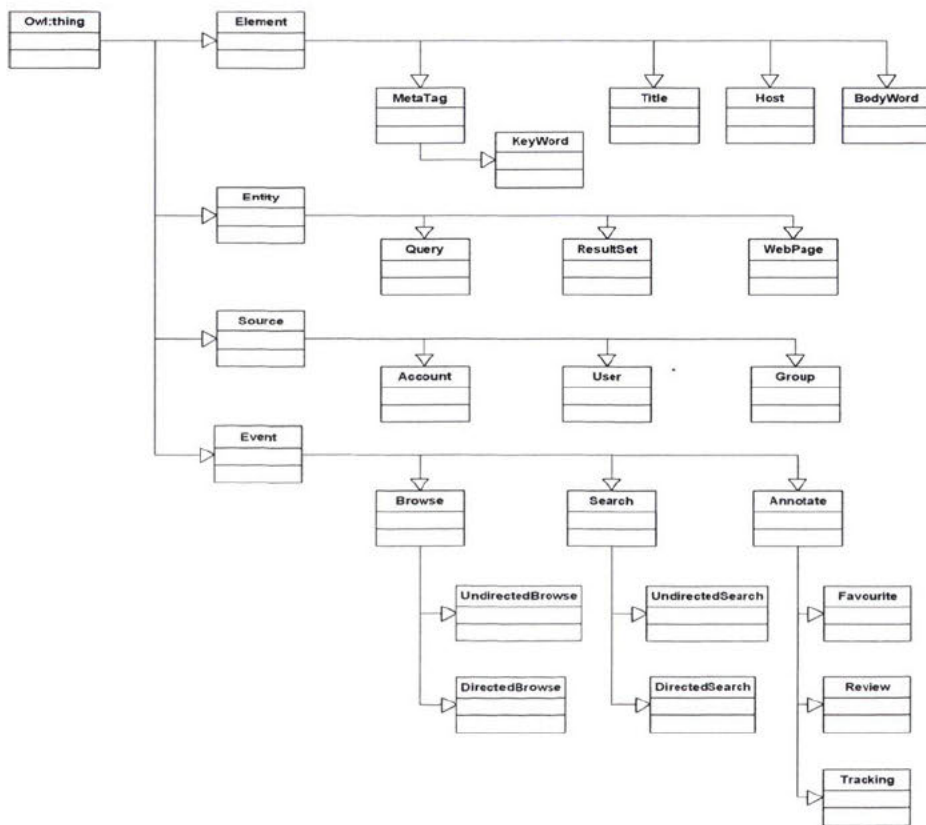 Owl:thing
Element
MetaTag
Title
Host
BodyWord
KeyWord
Entity
Query
ResultSet
WebPage
Source
Account
User
Group
Event
Browse
Search
Annotate
UndirectedBrowse
UndirectedSearch
Favourite
DirectedBrowse
DirectedSearch
Review
Tracking